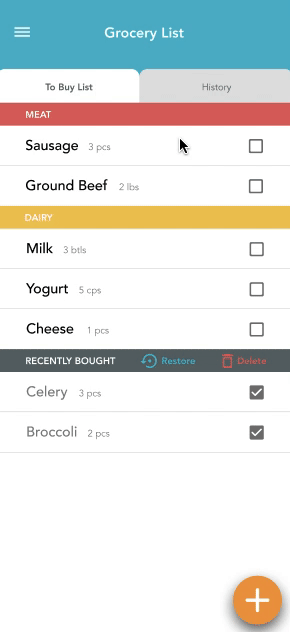 Grocery List
To Buy List History
MEAT
Sausage 3 pcs
Ground Beef 2 lbs
DAIRY
Milk 3 btls
Yogurt 5 cps
Cheese 1 pcs
RECENTLY BOUGHT Restore Delete
Celery 3 pcs
Broccoli 2 pcs